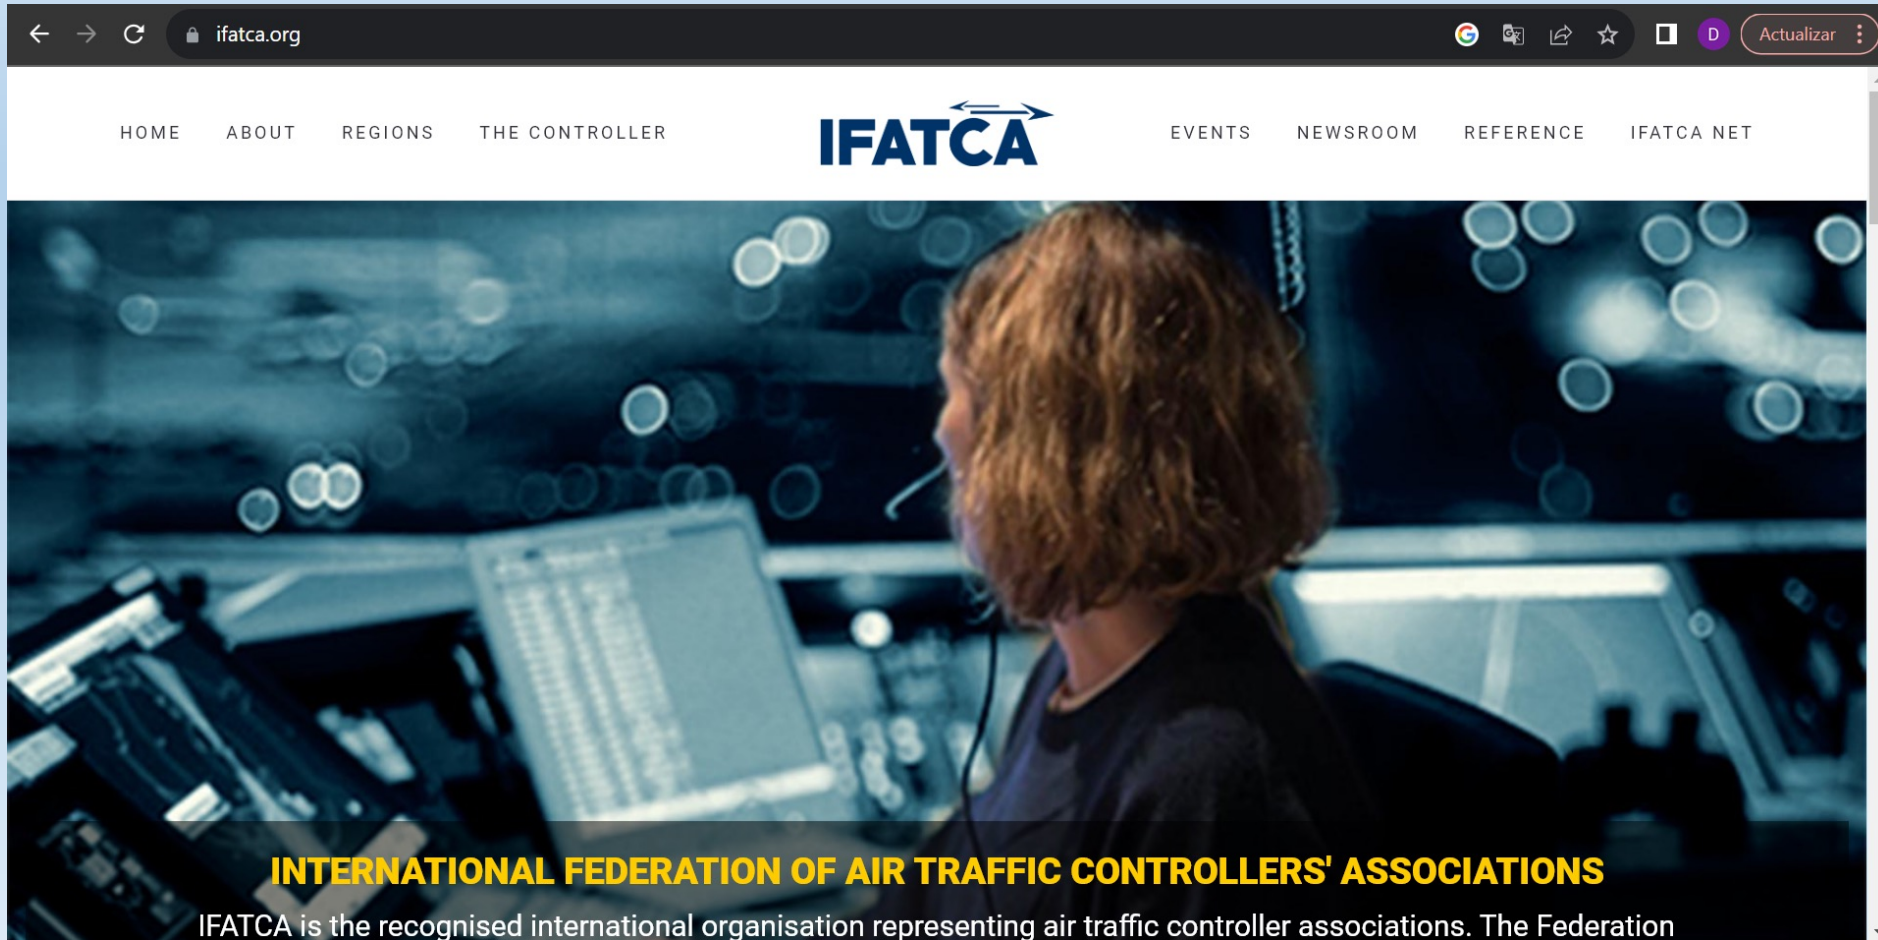 ifatca.org
D
Actualizar
HOME ABOUT REGIONS THE CONTROLLER IFATCA EVENTS NEWSROOM REFERENCE IFATCA NET
INTERNATIONAL FEDERATION OF AIR TRAFFIC CONTROLLERS' ASSOCIATIONS
IFATCA is the recognised international organisation representing air traffic controller associations. The Federation